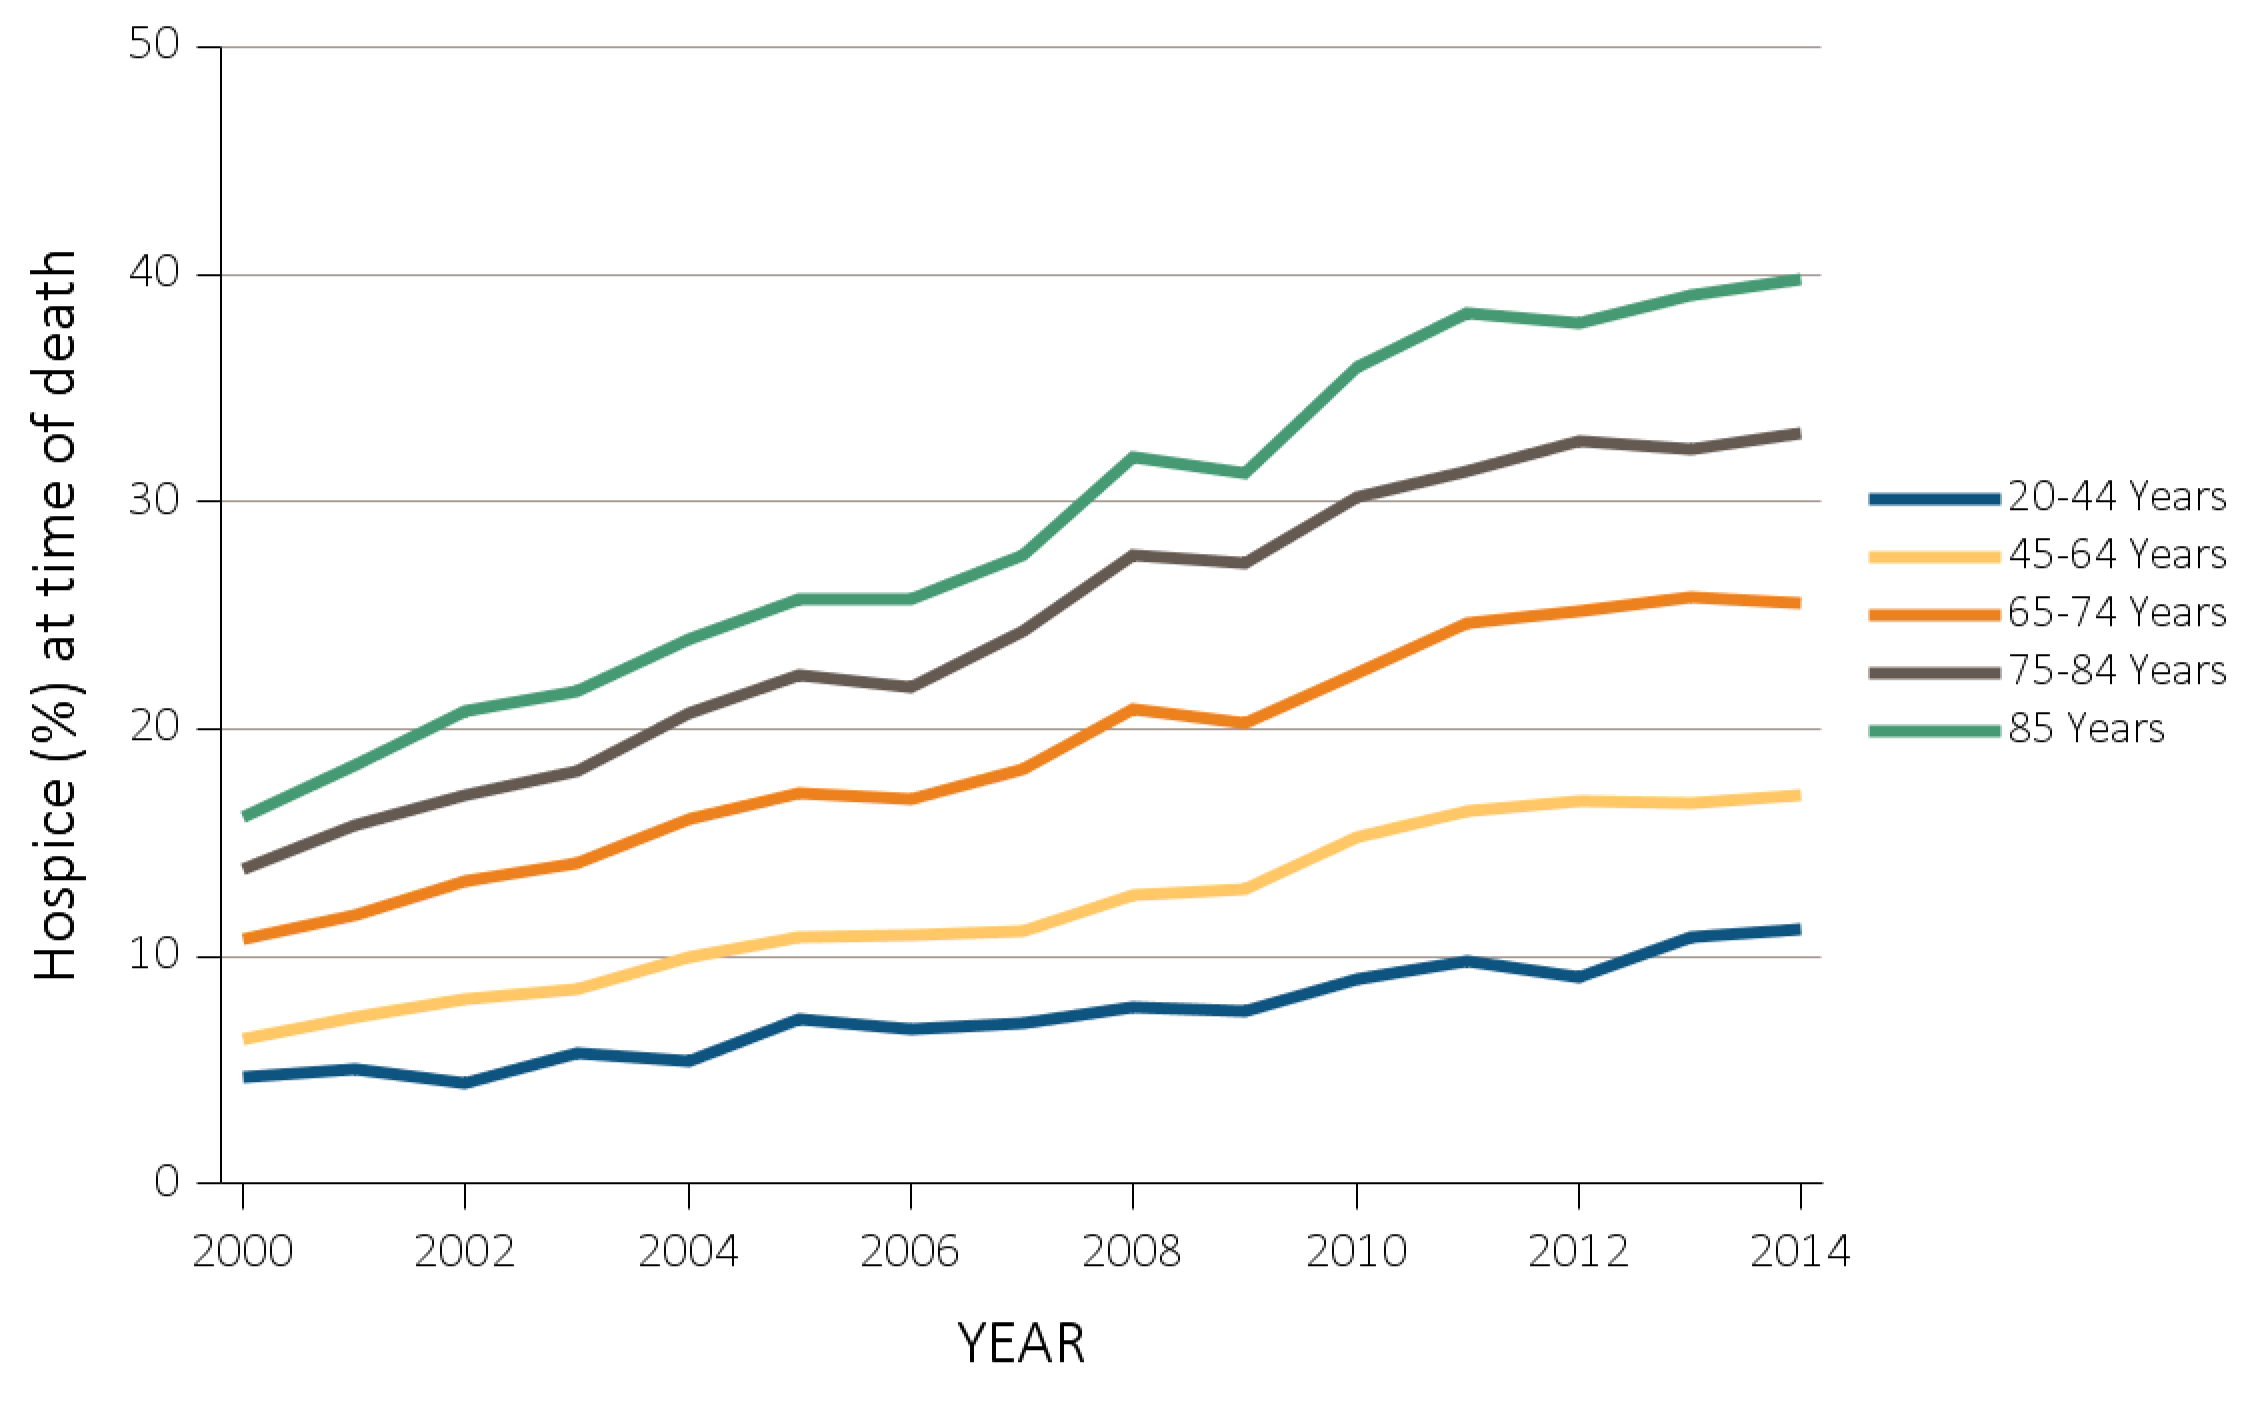 50
40
30
20
10
0
Hospice (%) at time of death
2000 2002 2004 2006 2008 2010 2012 2014
YEAR
20-44 Years
45-64 Years
65-74 Years
75-84 Years
85 Years